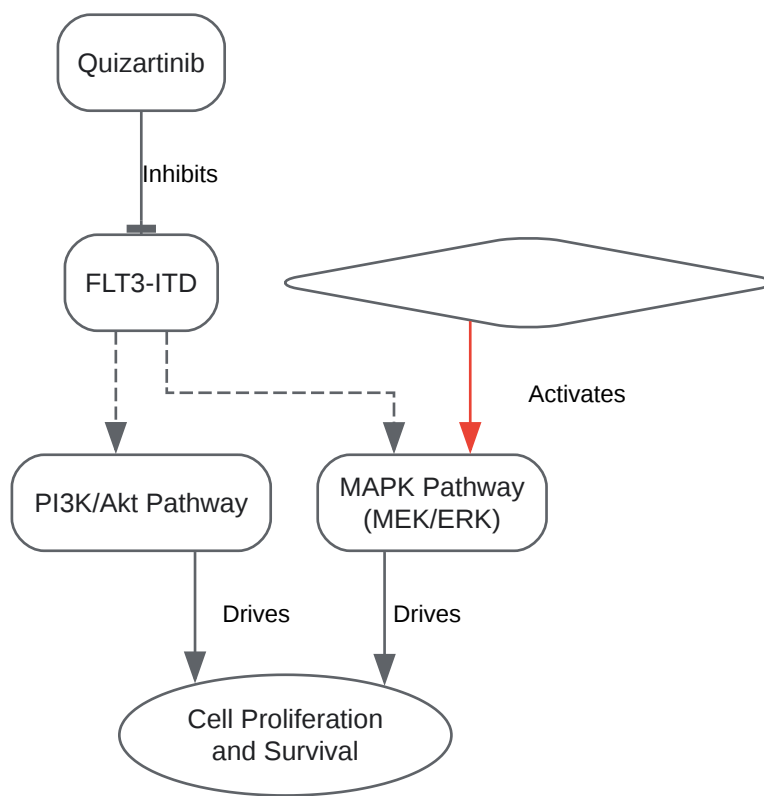 Quizartinib
Inhibits
FLT3-ITD
Activates
PI3K/Akt Pathway
MAPK Pathway
(MEK/ERK)
Drives
Drives
Cell Proliferation
and Survival